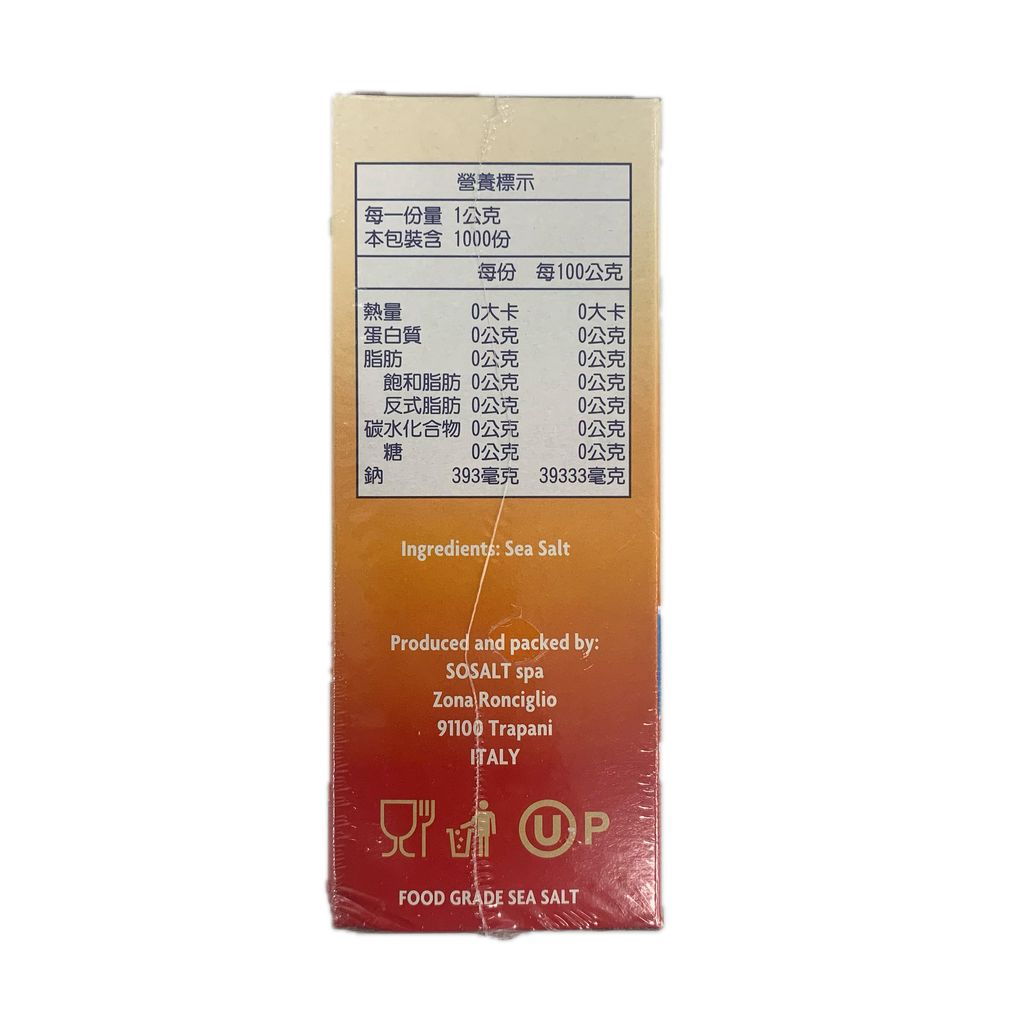 營養標示
每一份量 1公克
本包裝含 1000份
每份 每100公克
熱量 0大卡 0大卡
蛋白質 0公克 0公克
脂肪 0公克 0公克
飽和脂肪 0公克 0公克
反式脂肪 0公克 0公克
碳水化合物 0公克 0公克
糖 0公克 0公克
鈉 393毫克 39333毫克
Ingredients: Sea Salt
Produced and packed by:
SOSALT spa
Zona Ronciglio
91100 Trapani
ITALY
U P
FOOD GRADE SEA SALT